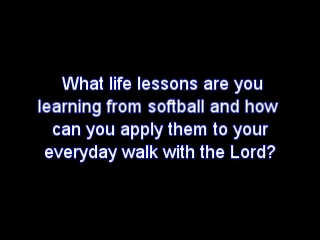 What life lessons are you
learning from softball and how
can you apply them to your
everyday walk with the Lord?